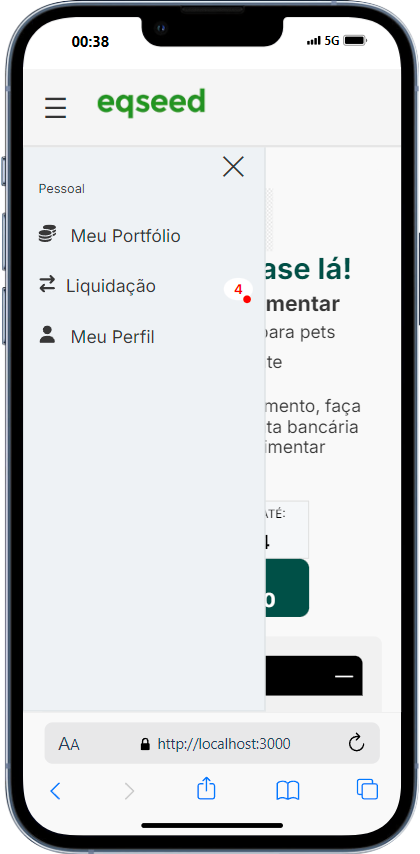 00:38
5G
eqseed
Pessoal
Meu Portfólio
ase lá!
Liquidação
4
mentar
para pets
Meu Perfil
te
mento, faça
ta bancária
imentar
ATÉ:
4
0
AA
http://localhost:3000